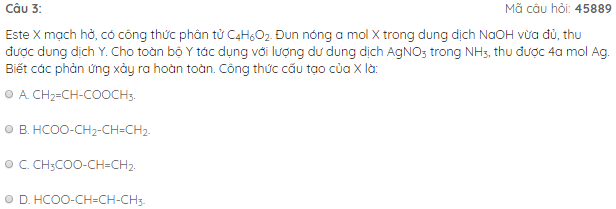 Câu 3:
Mã câu hỏi: 45889
Este X mạch hở, có công thức phân tử C₄H₆O₂. Đun nóng a mol X trong dung dịch NaOH vừa đủ, thu
được dung dịch Y. Cho toàn bộ Y tác dụng với lượng dư dung dịch AgNO₃ trong NH₃, thu được 4a mol Ag.
Biết các phản ứng xảy ra hoàn toàn. Công thức cấu tạo của X là:
A. CH₂=CH-COOCH₃.
B. HCOO-CH₂-CH=CH₂.
C. CH₃COO-CH=CH₂.
D. HCOO-CH=CH-CH₃.